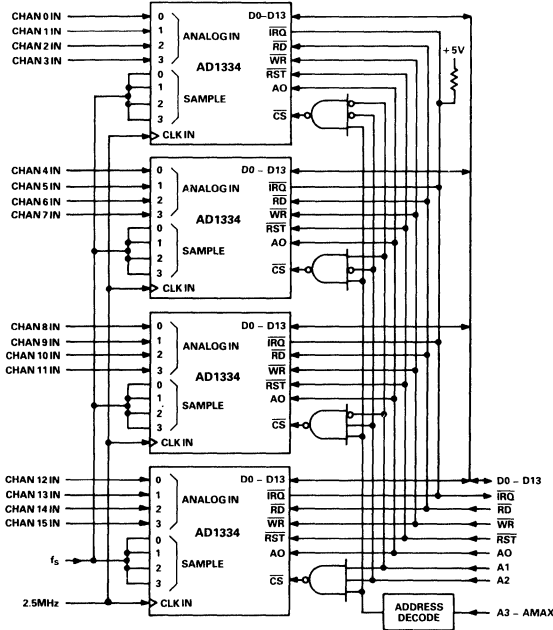 CHAN 0 IN 0 D0–D13
CHAN 1 IN 1 ANALOG IN IRQ
CHAN 2 IN 2 RD +5V
CHAN 3 IN 3 AD1334 WR
0 RST
1 SAMPLE AO
2 CS
3
CLK IN
CHAN 4 IN 0 D0 – D13
CHAN 5 IN 1 ANALOG IN IRQ
CHAN 6 IN 2 RD
CHAN 7 IN 3 AD1334 WR
0 RST
1 SAMPLE AO
2 CS
3
CLK IN
CHAN 8 IN 0 D0 – D13
CHAN 9 IN 1 ANALOG IN IRQ
CHAN 10 IN 2 RD
CHAN 11 IN 3 AD1334 WR
0 RST
1 SAMPLE AO
2 CS
3
CLK IN
CHAN 12 IN 0 D0 – D13 D0 – D13
CHAN 13 IN 1 ANALOG IN IRQ IRQ
CHAN 14 IN 2 RD RD
CHAN 15 IN 3 AD1334 WR WR
0 RST RST
fs 1 SAMPLE AO AO
2 A1
3 CS A2
2.5MHz CLK IN ADDRESS DECODE A3 – AMAX